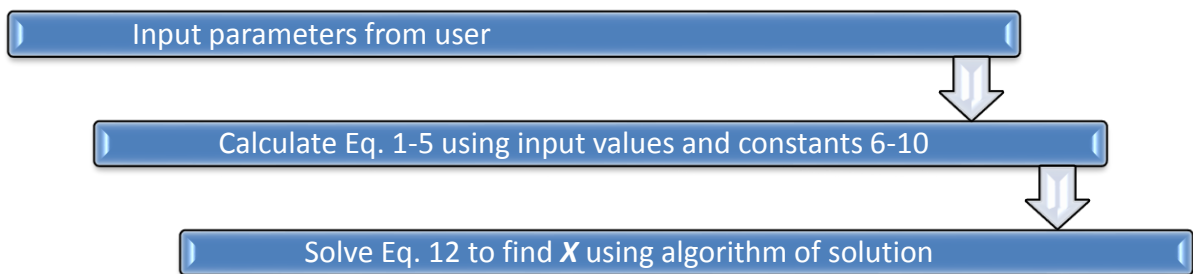 Input parameters from user
Calculate Eq. 1-5 using input values and constants 6-10
Solve Eq. 12 to find X using algorithm of solution